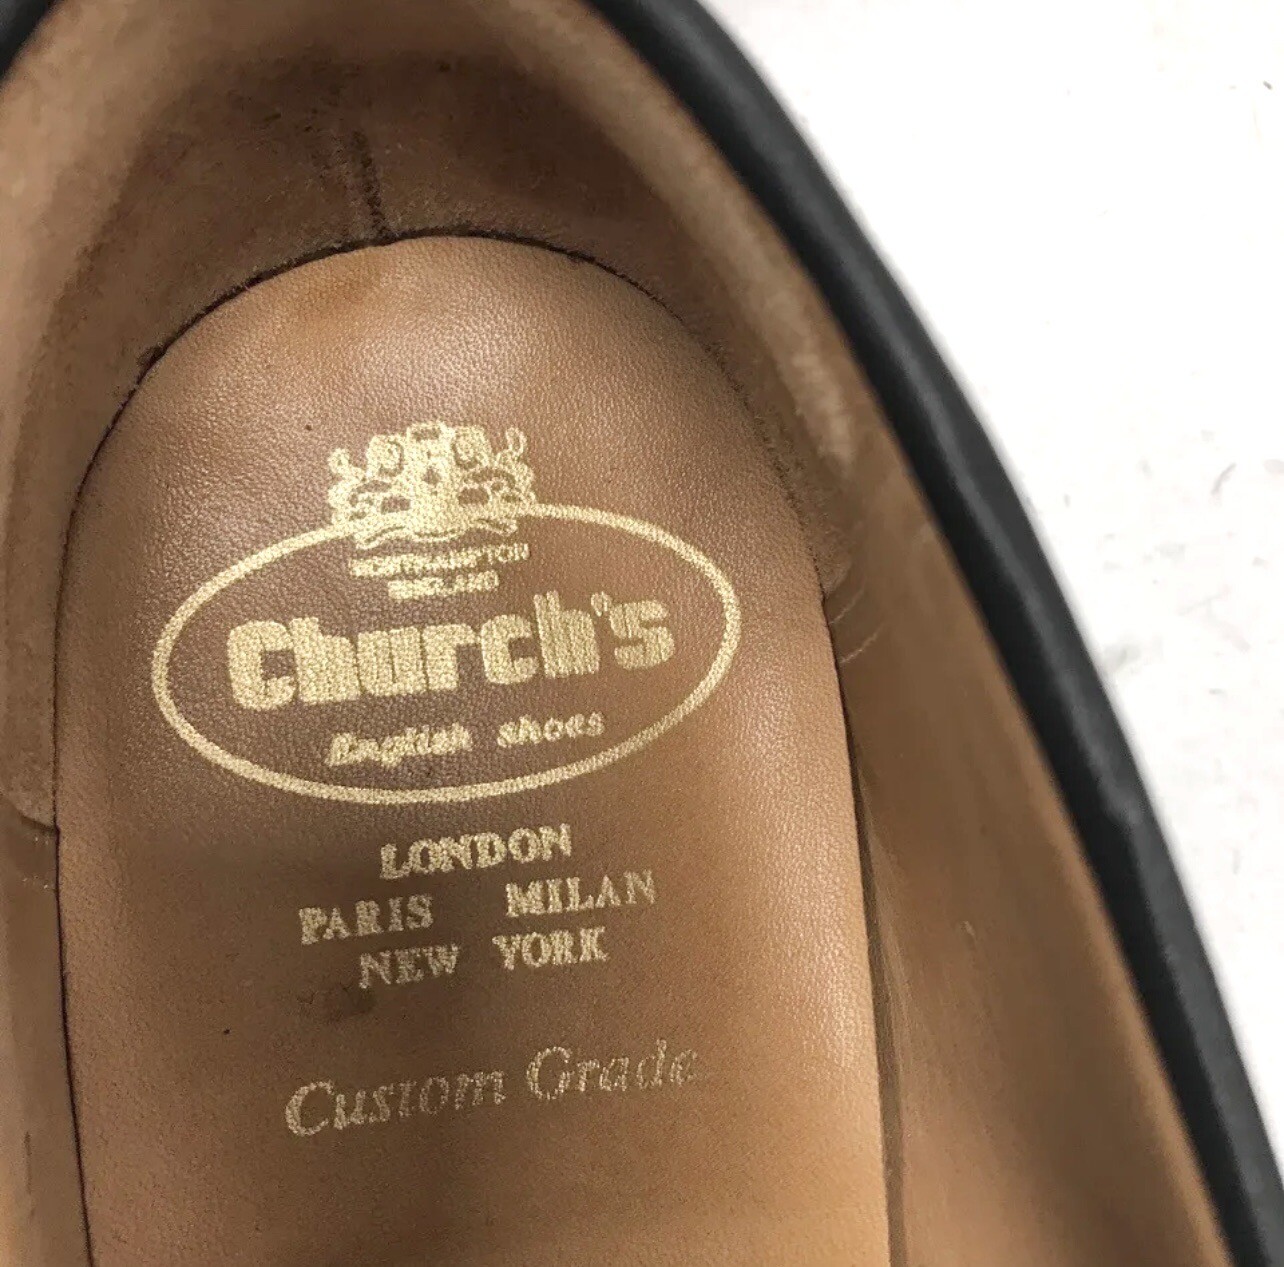 NORTHAMPTON
ENGLAND
Church's
English shoes
LONDON
PARIS MILAN
NEW YORK
Custom Grade